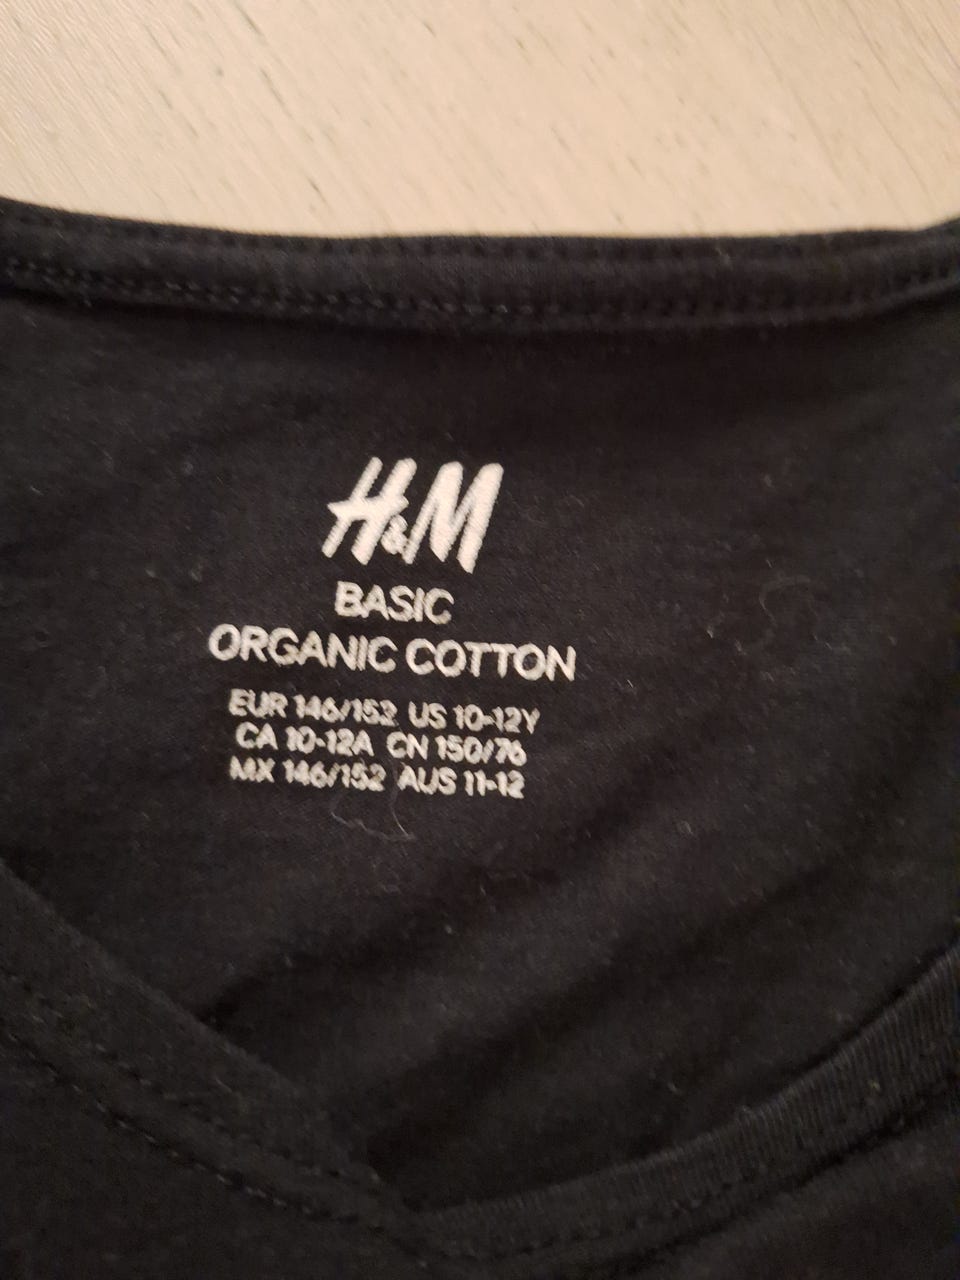 H&M
BASIC
ORGANIC COTTON
EUR 146/152 US 10-12Y
CA 10-12A CN 150/76
MX 146/152 AUS 11-12